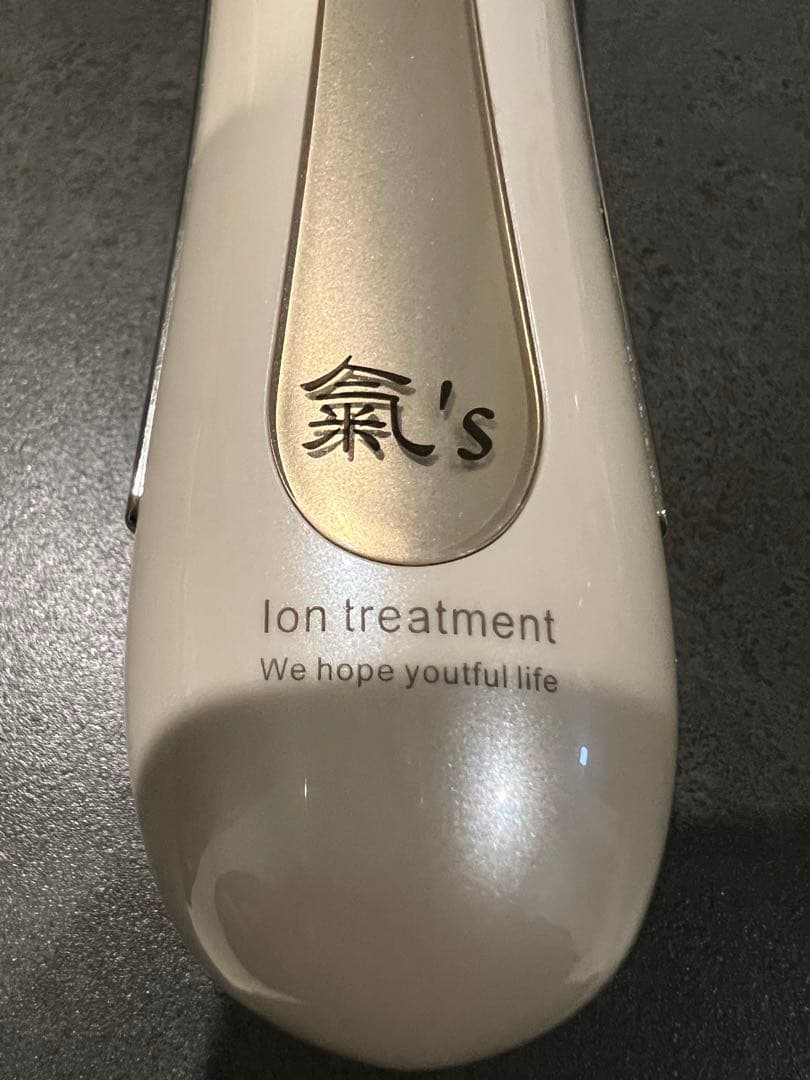 氣's
Ion treatment
We hope youtful life